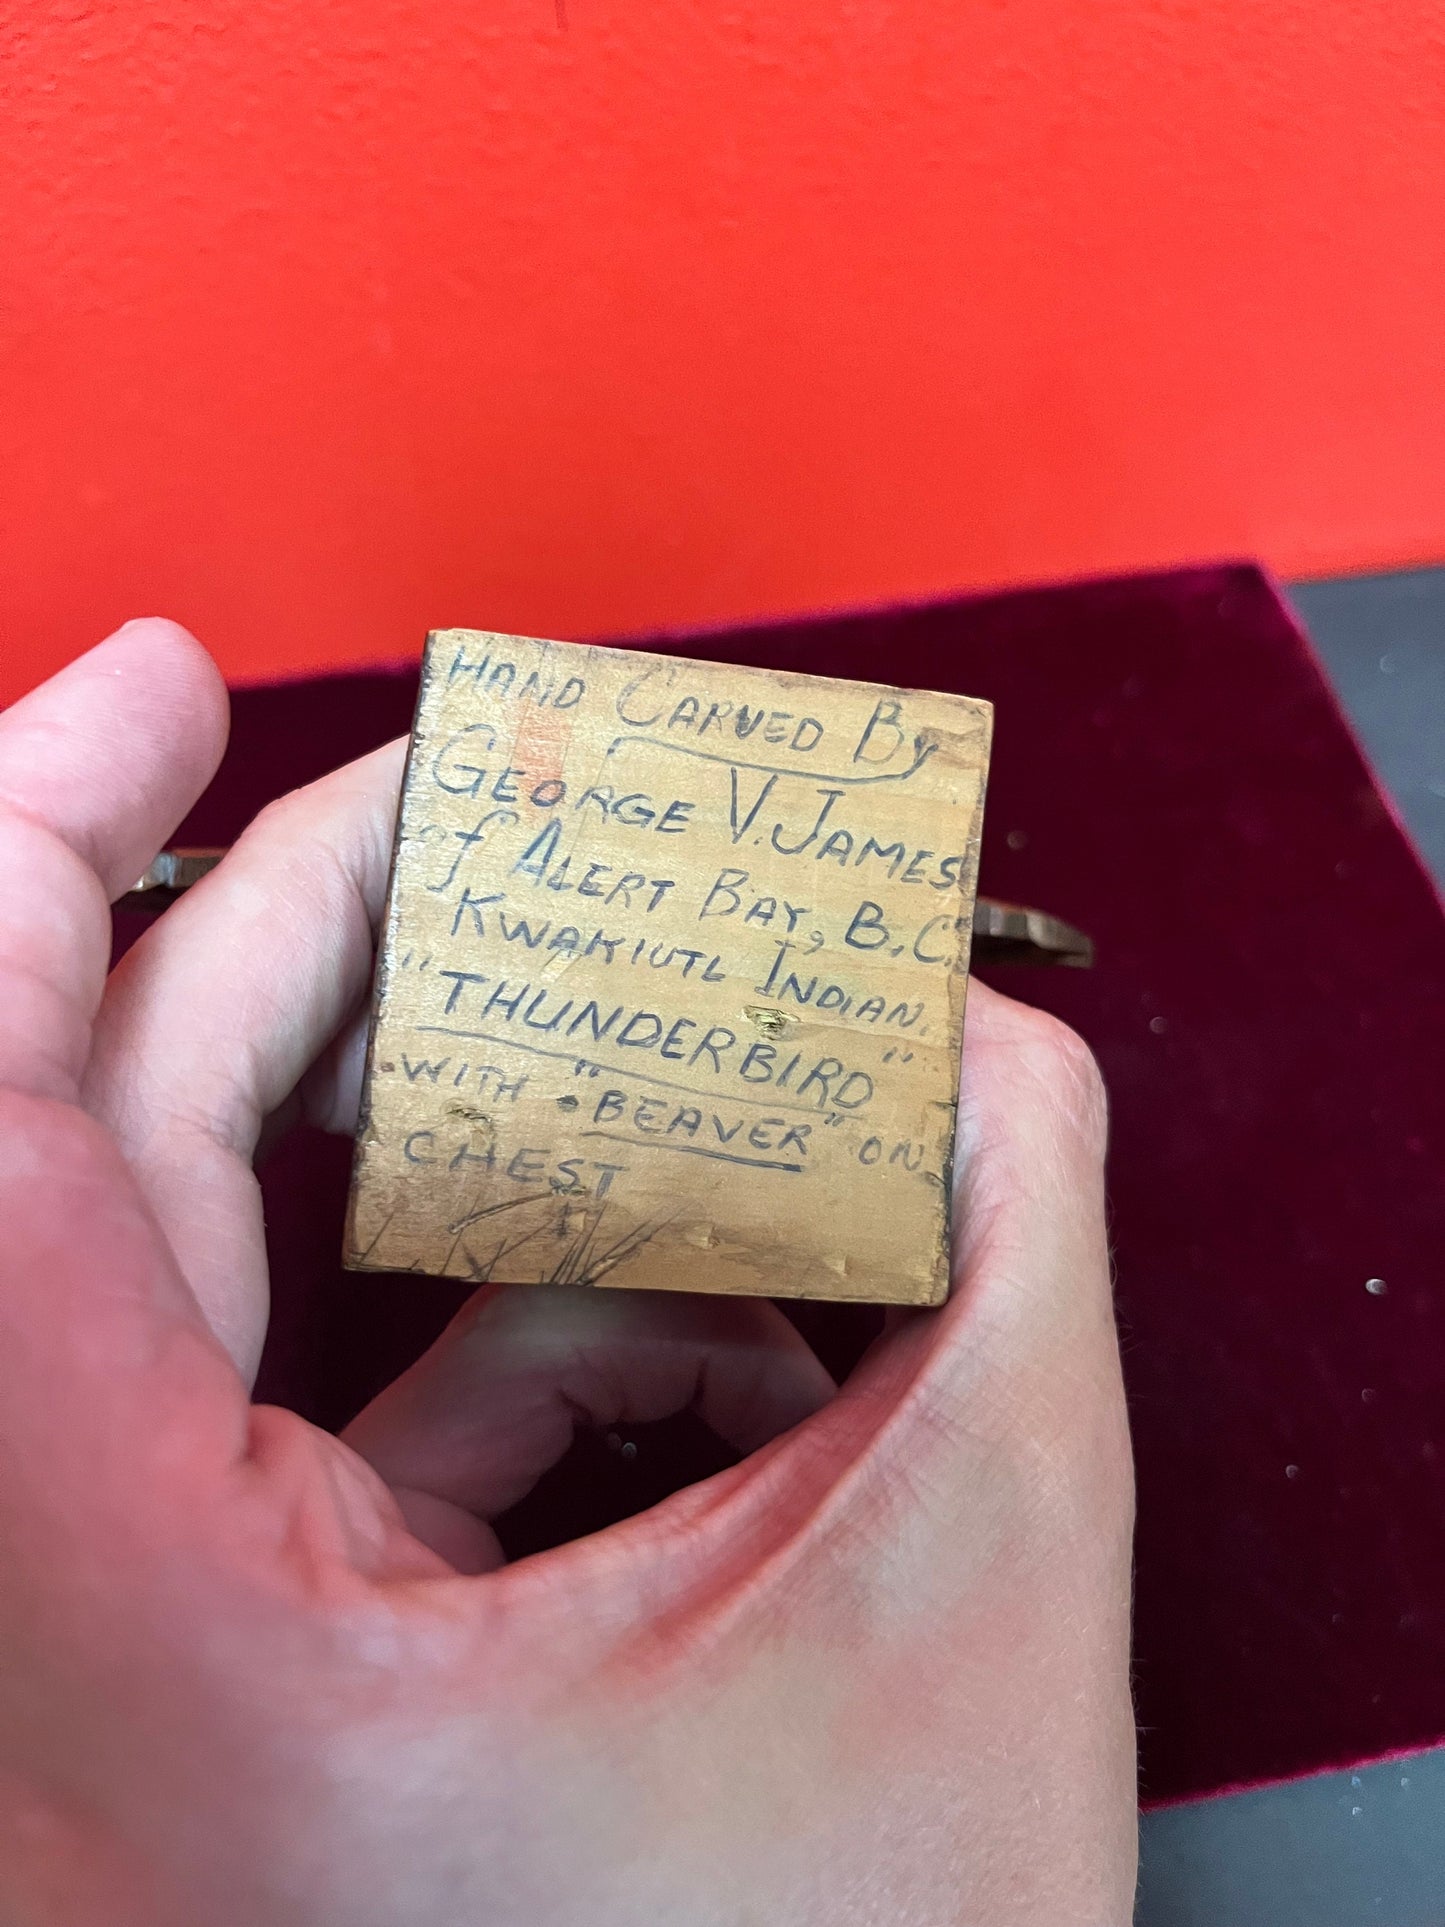 HAND CARVED By
GEORGE V. JAMES
of ALERT BAY, B.C.
KWAKIUTL INDIAN.
"THUNDERBIRD"
WITH "BEAVER" ON
CHEST